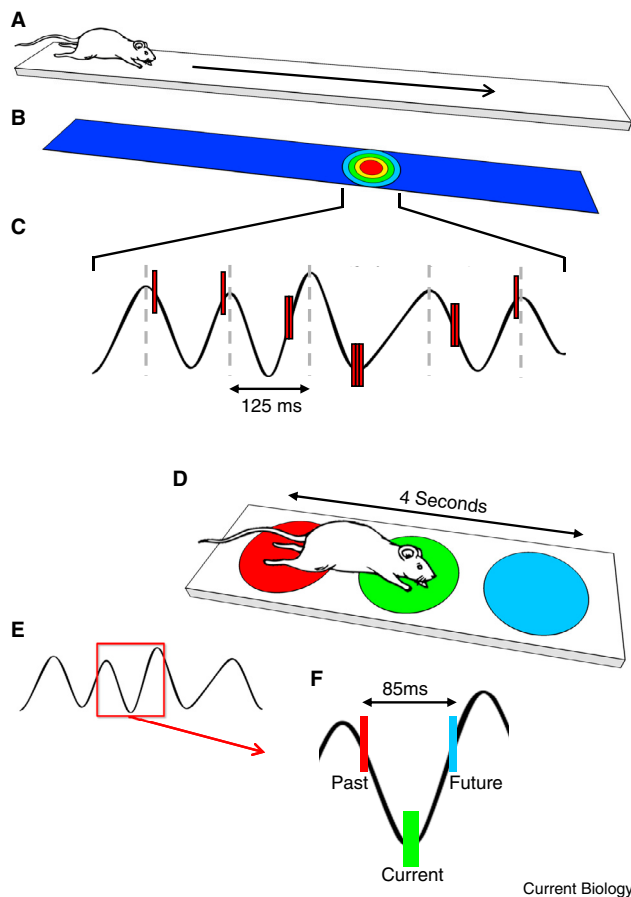 A
B
C
125 ms
D
4 Seconds
E
F
85ms
Past
Future
Current
Current Biology